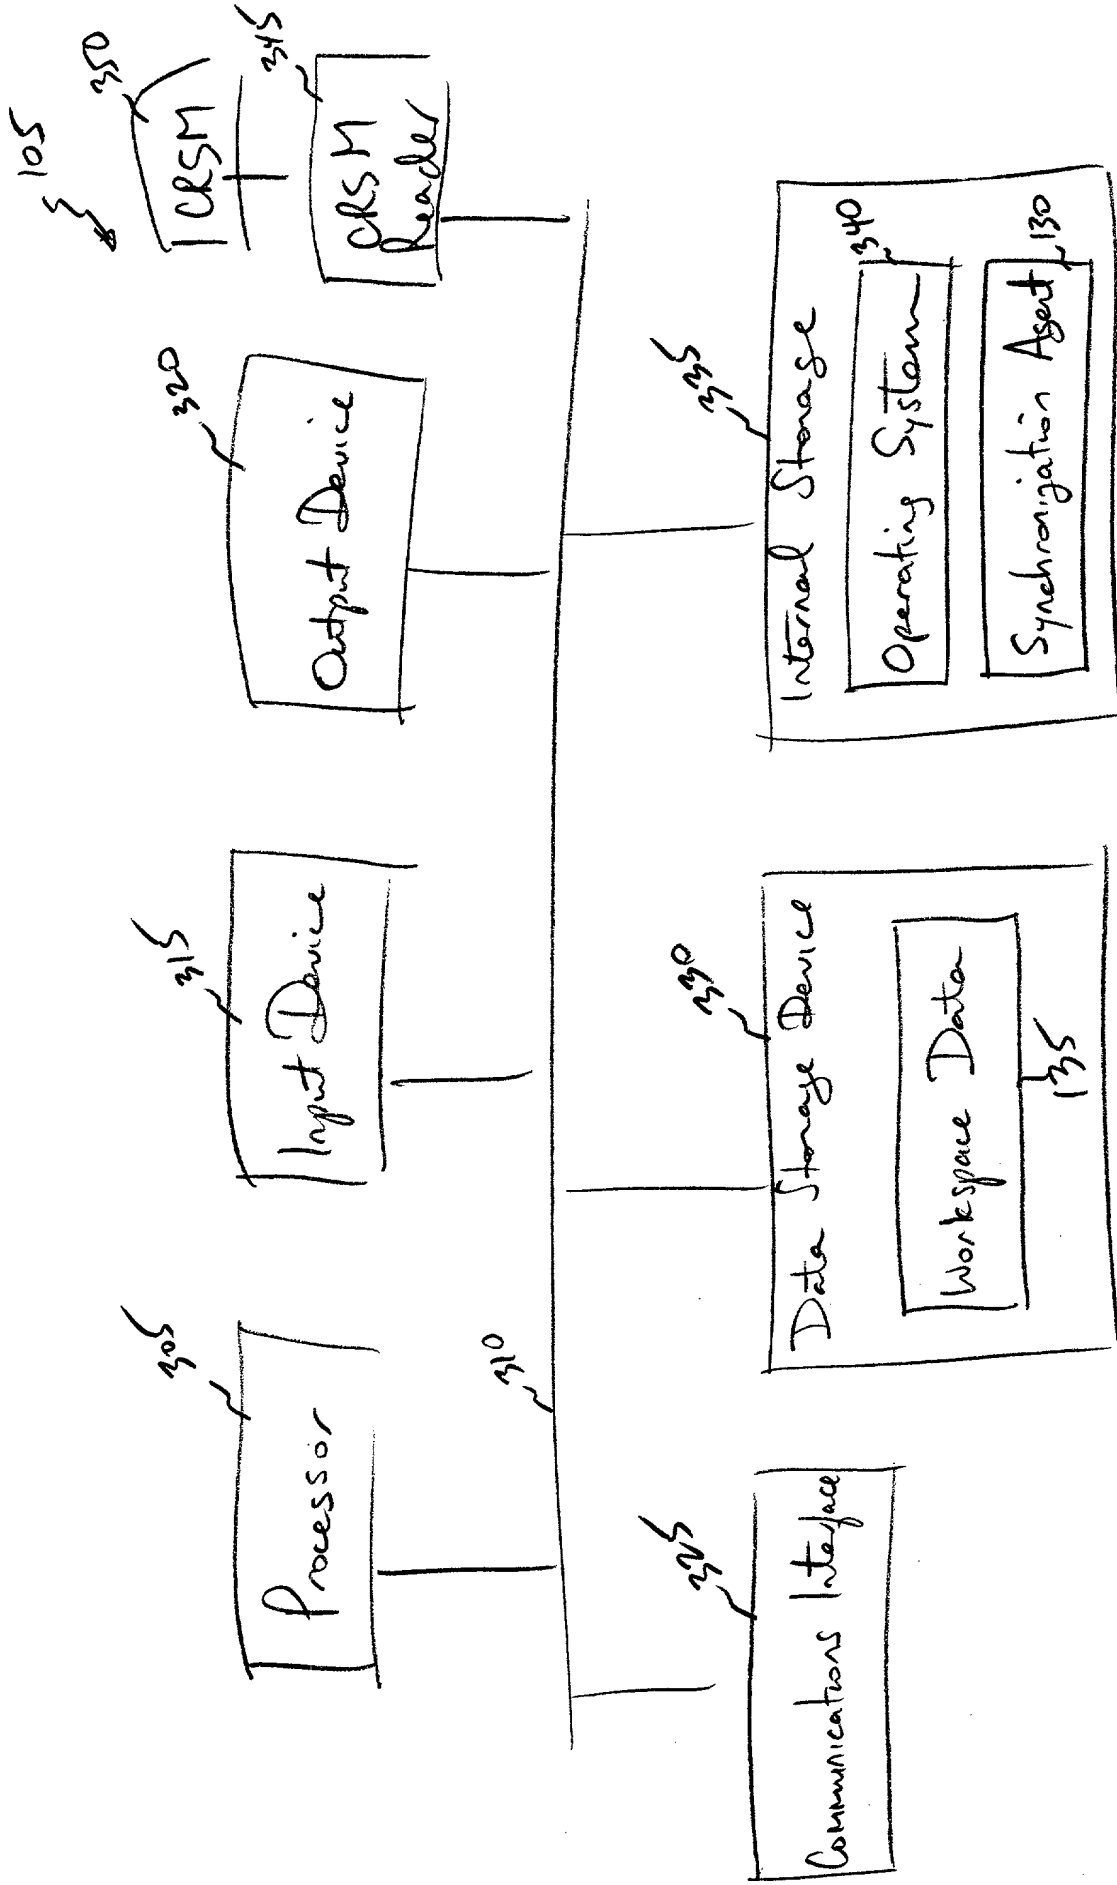 105
350
CRSM
345
CRSM
Reader
305
Processor
315
Input Device
320
Output Device
310
325
Communications Interface
330
Data Storage Device
Workspace Data
135
335
Internal Storage
340
Operating System
130
Synchronization Agent